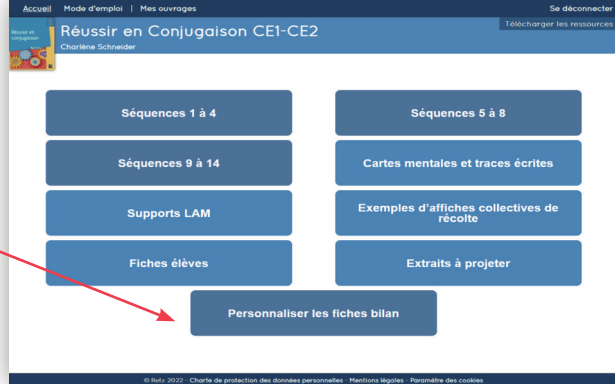 Accueil Mode d'emploi | Mes ouvrages Se déconnecter
Télécharger les ressources
Réussir en Conjugaison CE1-CE2
Charlène Schneider
Séquences 1 à 4
Séquences 5 à 8
Séquences 9 à 14
Cartes mentales et traces écrites
Supports LAM
Exemples d'affiches collectives de
récolte
Fiches élèves
Extraits à projeter
Personnaliser les fiches bilan
© Retz 2022 - Charte de protection des données personnelles - Mentions légales - Paramètre des cookies